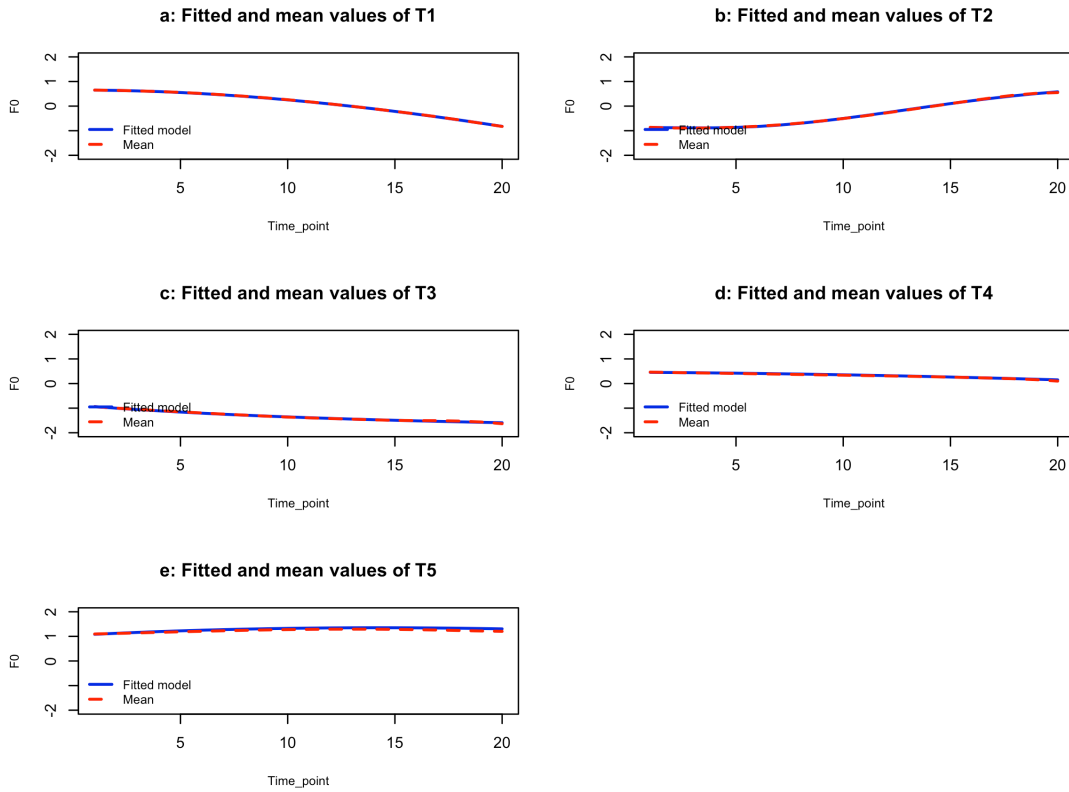 a: Fitted and mean values of T1
2
1
0
-2
F0
Fitted model
Mean
5 10 15 20
Time_point
b: Fitted and mean values of T2
2
1
0
-2
F0
Fitted model
Mean
5 10 15 20
Time_point
c: Fitted and mean values of T3
2
1
0
-2
F0
Fitted model
Mean
5 10 15 20
Time_point
d: Fitted and mean values of T4
2
1
0
-2
F0
Fitted model
Mean
5 10 15 20
Time_point
e: Fitted and mean values of T5
2
1
0
-2
F0
Fitted model
Mean
5 10 15 20
Time_point